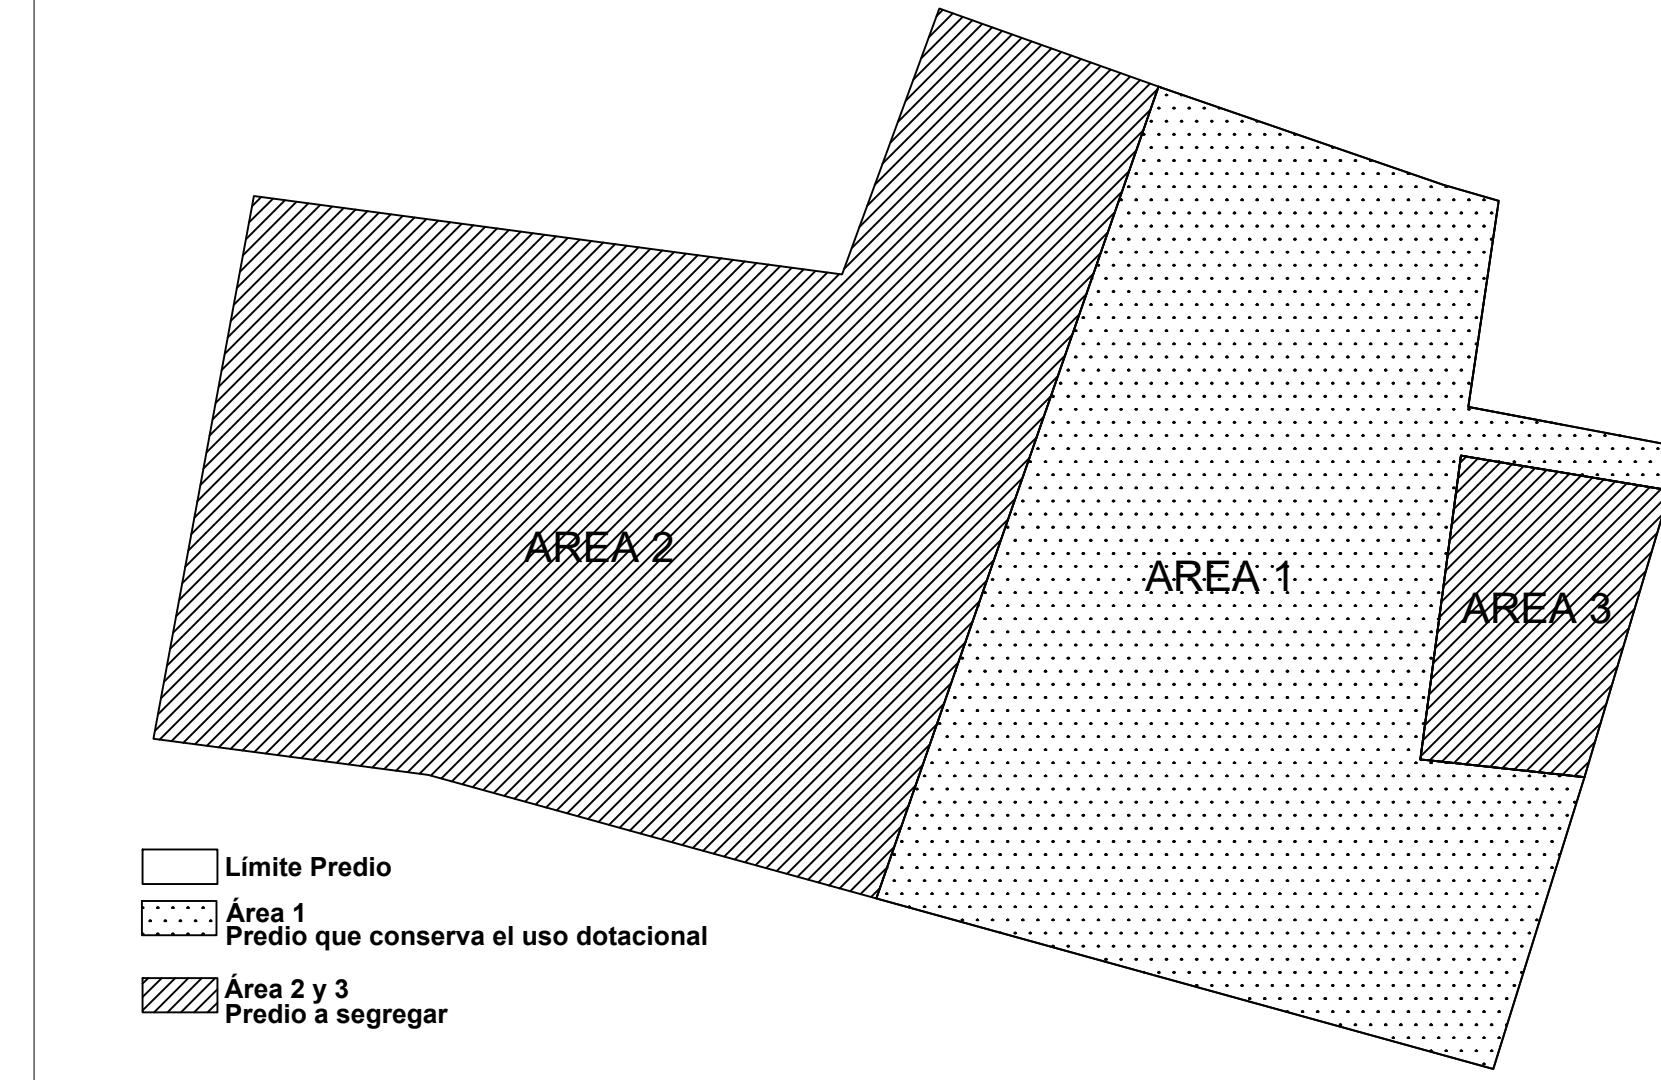 AREA 2
AREA 1
AREA 3
Límite Predio
Área 1
Predio que conserva el uso dotacional
Área 2 y 3
Predio a segregar